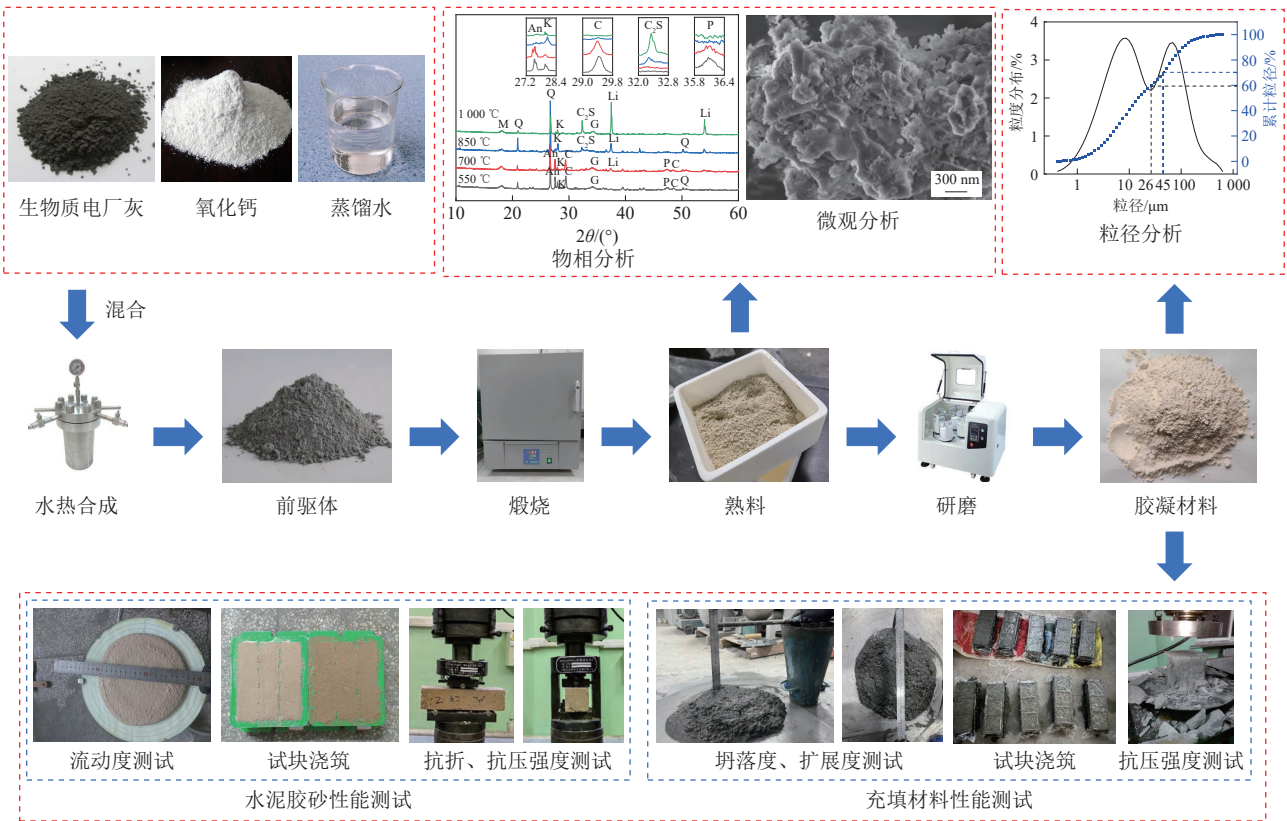 生物质电厂灰
氧化钙
蒸馏水
An K
C
C₂S
P
27.2 28.4
29.0 29.8
32.0 32.8
35.8 36.4
1 000 ℃
M Q Q K C₂S G Li Li
850 ℃
K C₂S Li Q
700 ℃
An K C G Li P C
550 ℃
An K C G P C Q
10 20 30 40 50 60
2θ/(°)
物相分析
300 nm
微观分析
粒度分布/%
4
3
2
1
0
累计粒径/%
100
80
60
40
20
0
1 10 26 45 100 1 000
粒径/μm
粒径分析
混合
水热合成
前驱体
煅烧
熟料
研磨
胶凝材料
流动度测试
试块浇筑
抗折、抗压强度测试
水泥胶砂性能测试
坍落度、扩展度测试
试块浇筑
抗压强度测试
充填材料性能测试